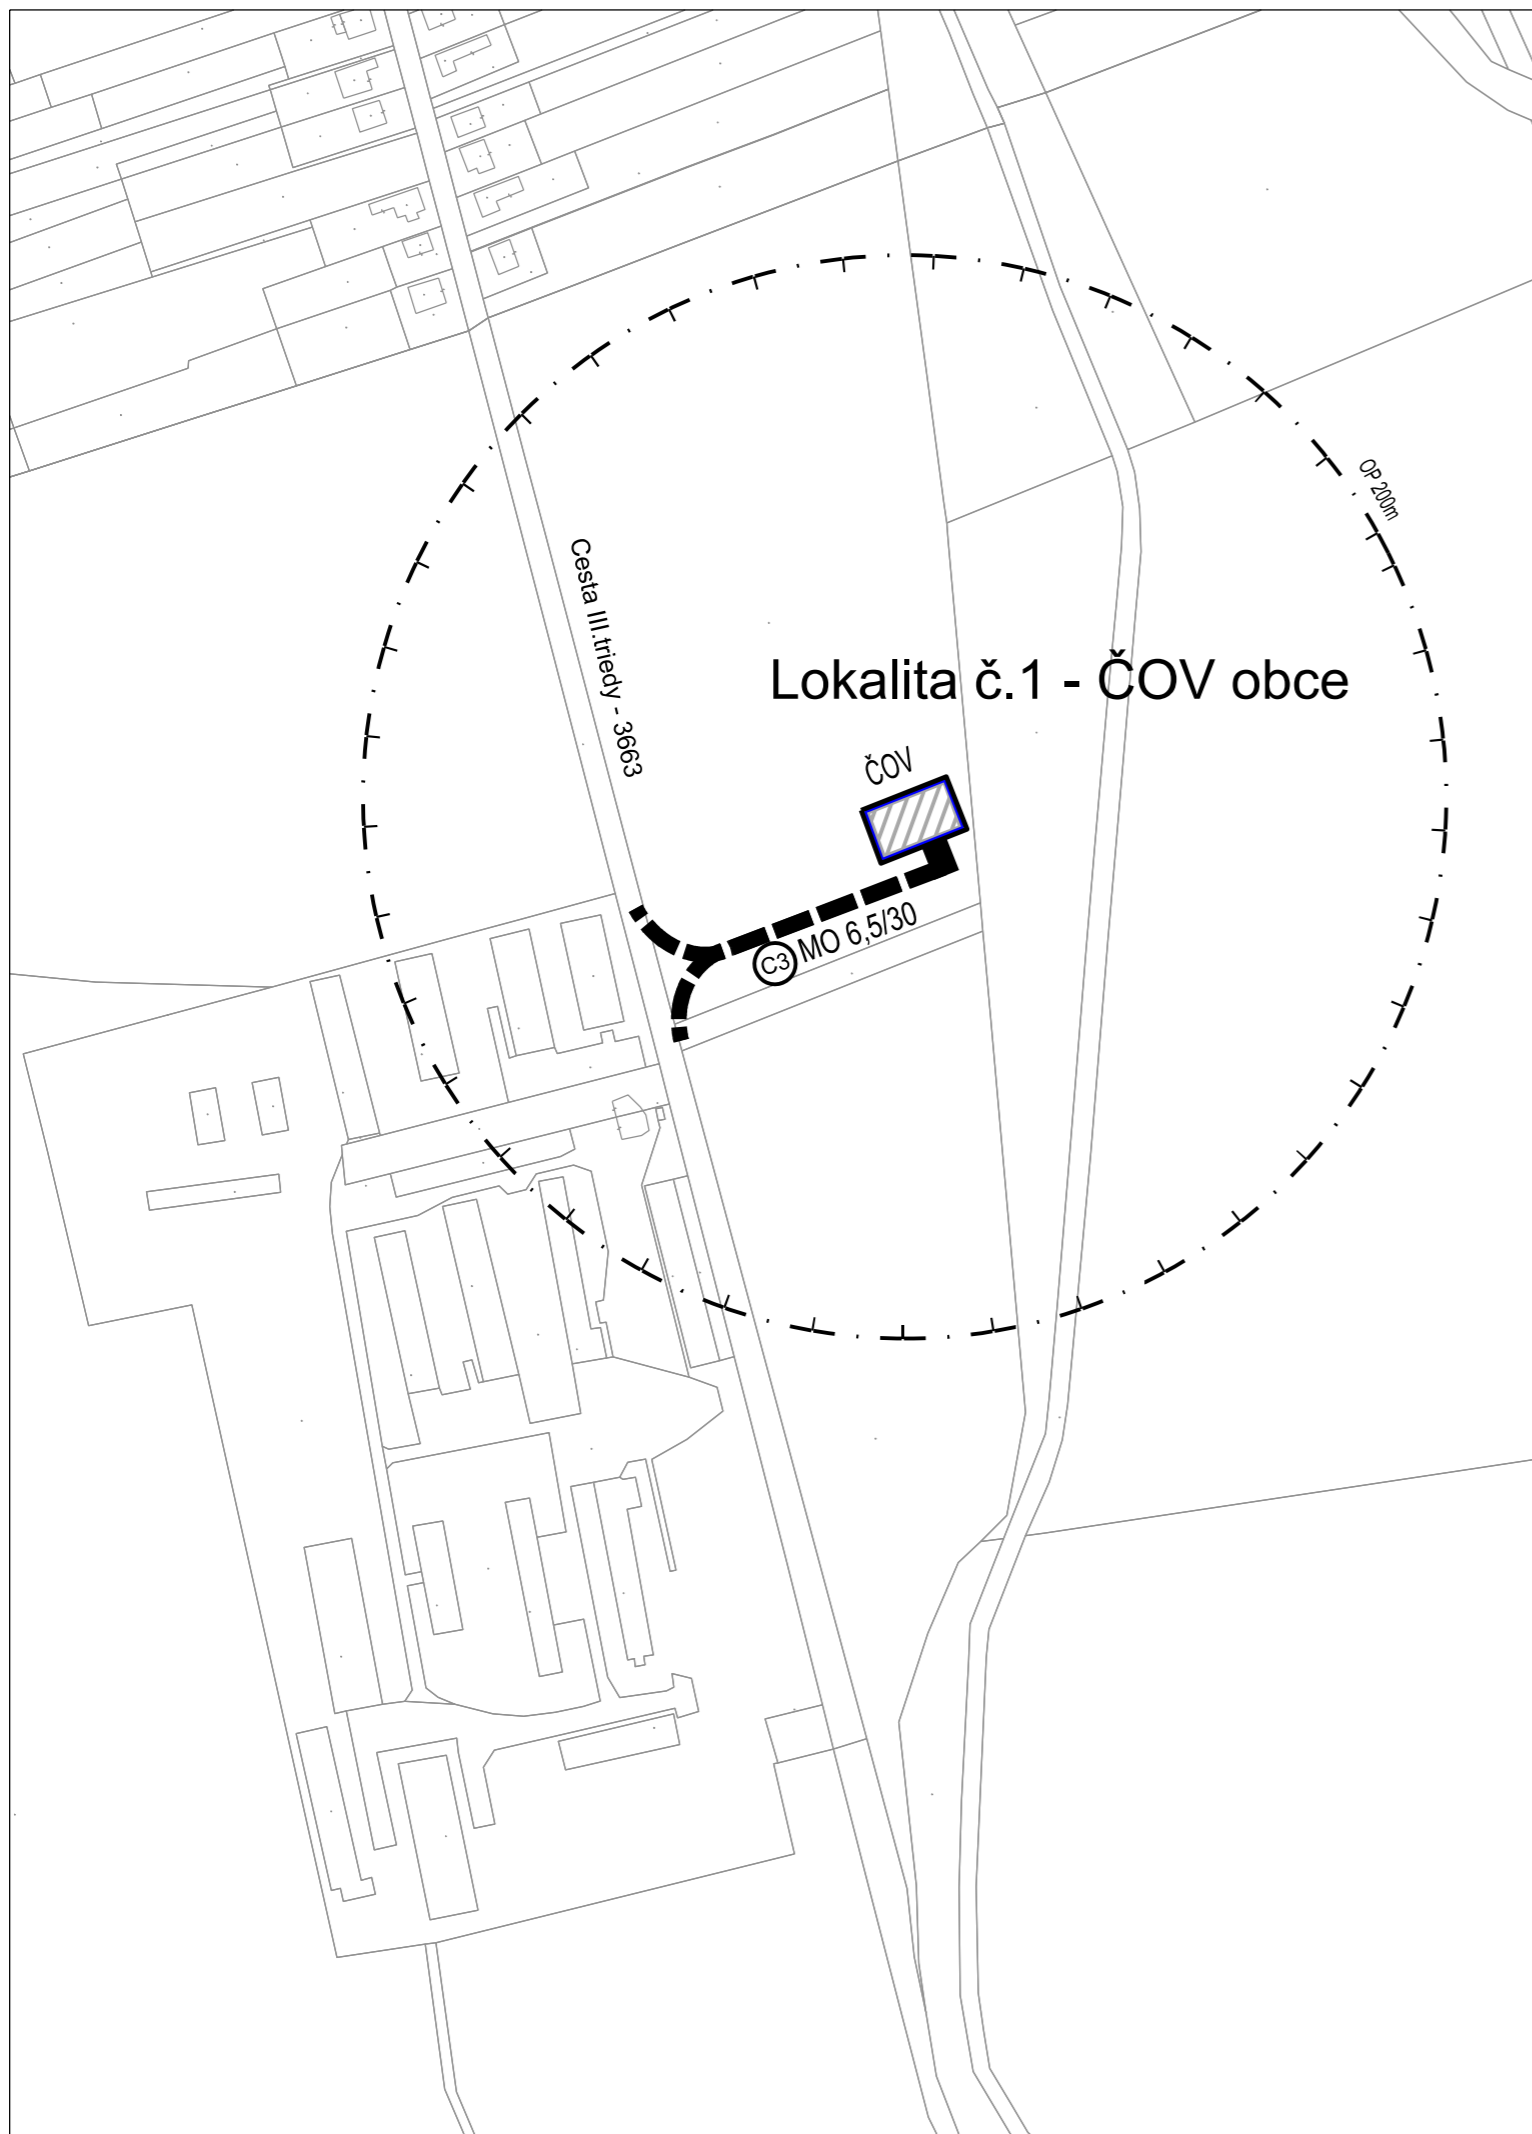 OP 200m
Cesta III.triedy - 3663
Lokalita č.1 - ČOV obce
ČOV
C3 MO 6,5/30